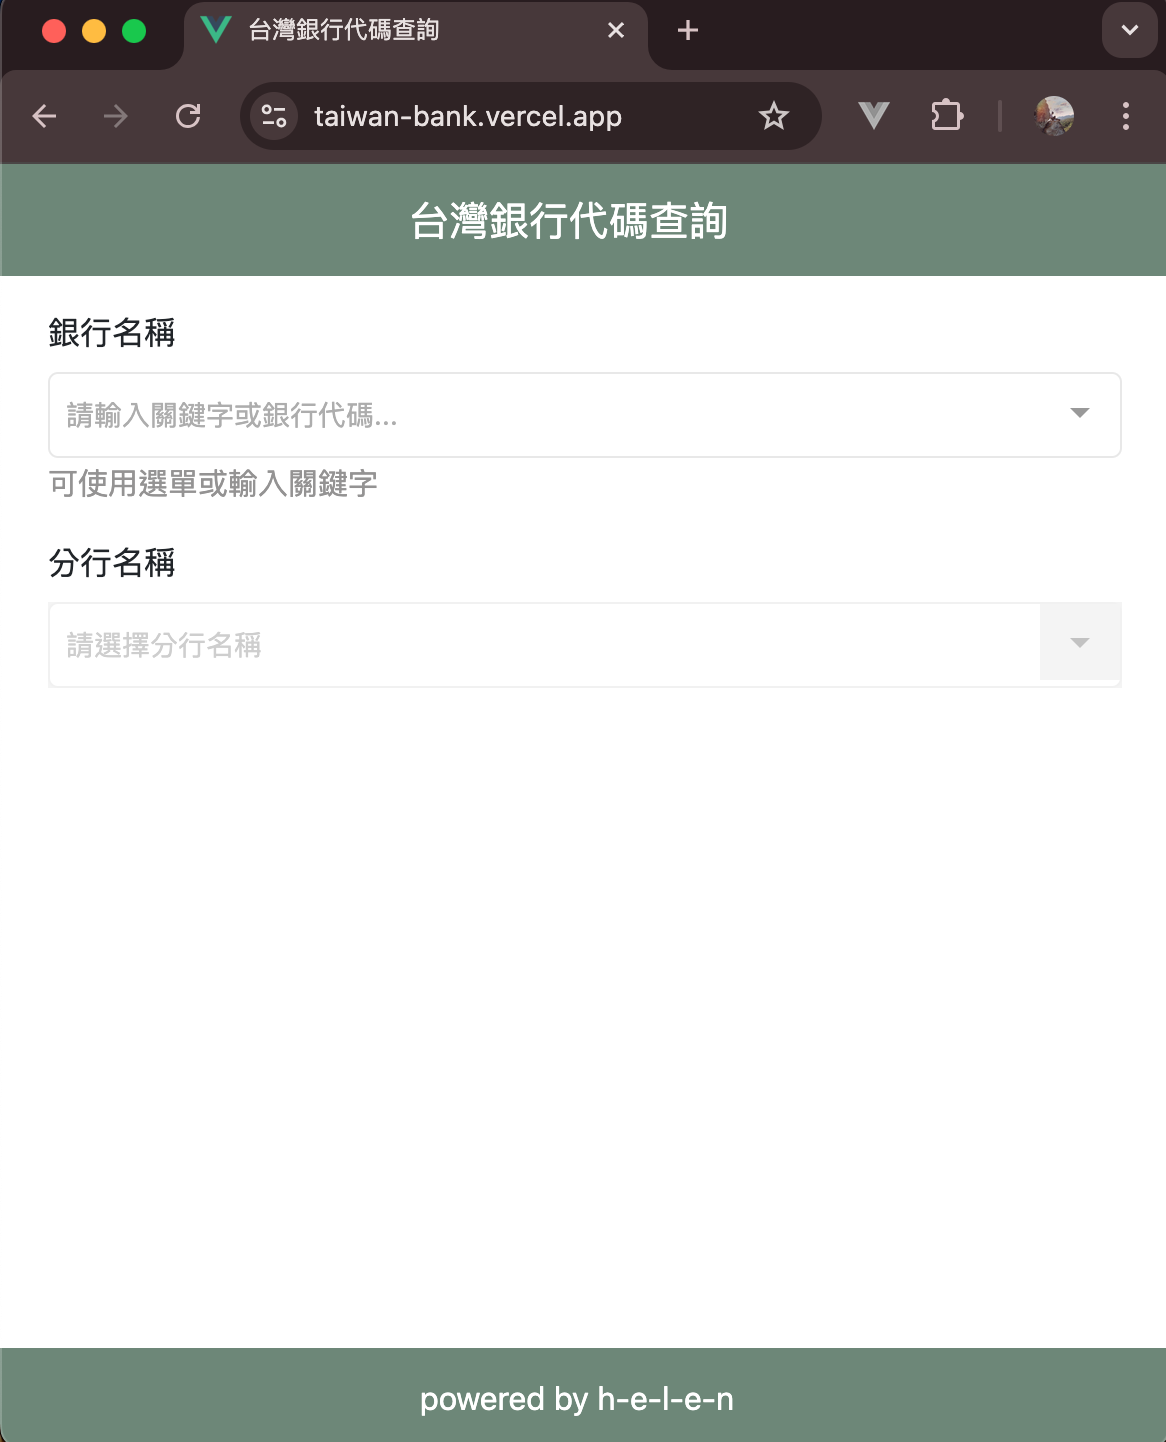 台灣銀行代碼查詢
taiwan-bank.vercel.app
台灣銀行代碼查詢
銀行名稱
請輸入關鍵字或銀行代碼...
可使用選單或輸入關鍵字
分行名稱
請選擇分行名稱
powered by h-e-l-e-n